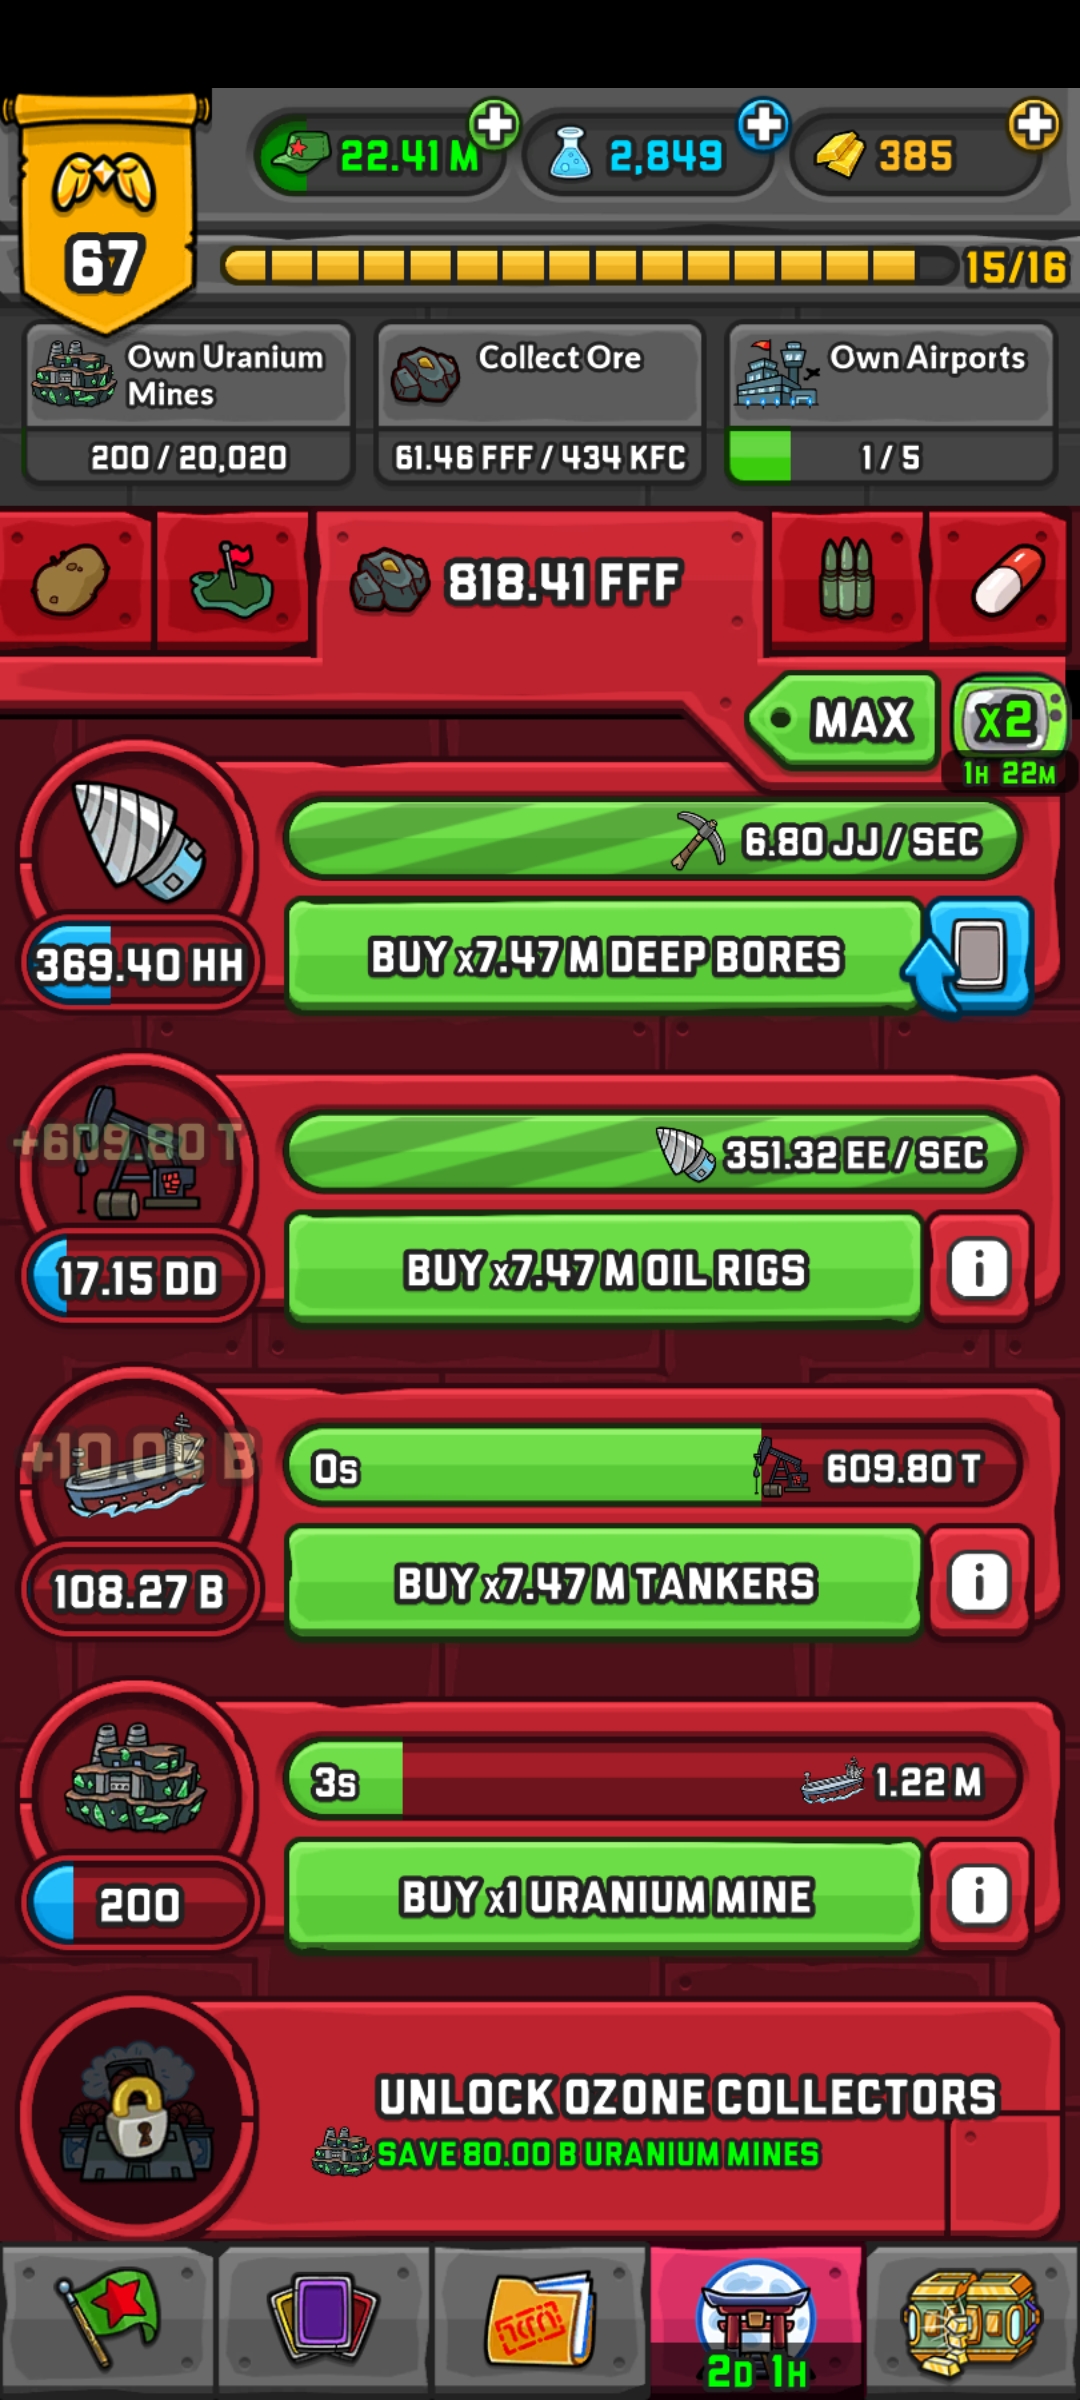 22.41 M
2,849
385
67
15/16
Own Uranium
Mines
200 / 20,020
Collect Ore
61.46 FFF / 434 KFC
Own Airports
1 / 5
818.41 FFF
MAX
x2
1H 22M
6.80 JJ / SEC
369.40 HH
BUY x7.47 M DEEP BORES
+609.80 T
351.32 EE / SEC
17.15 DD
BUY x7.47 M OIL RIGS
0s
609.80 T
108.27 B
BUY x7.47 M TANKERS
3s
1.22 M
200
BUY x1 URANIUM MINE
UNLOCK OZONE COLLECTORS
SAVE 80.00 B URANIUM MINES
2D 1H